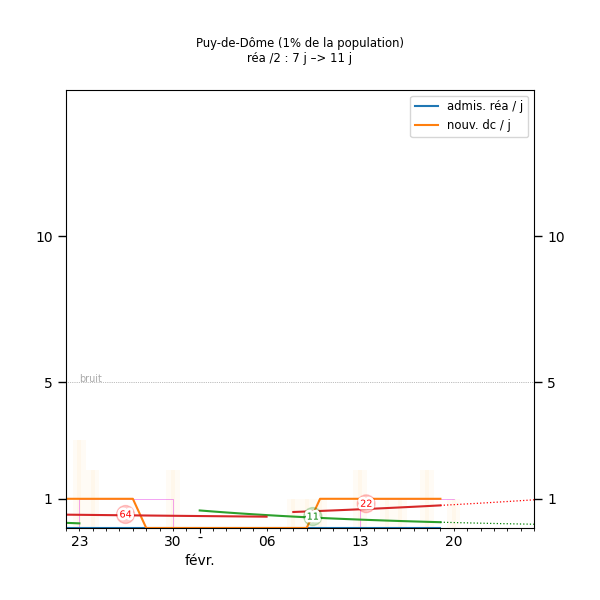 Puy-de-Dôme (1% de la population)
réa /2 : 7 j –> 11 j
admis. réa / j
nouv. dc / j
10 10
bruit
5 5
1 1
64 11 22
23 30 - 06 13 20
févr.